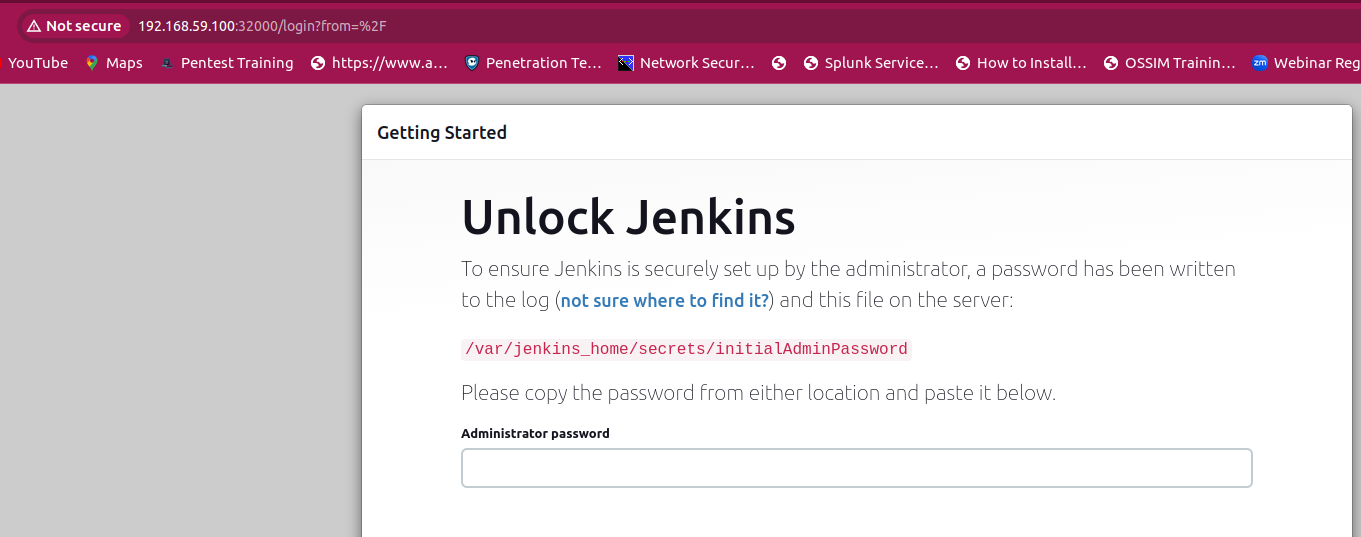 Not secure 192.168.59.100:32000/login?from=%2F
YouTube Maps Pentest Training https://www.a... Penetration Te... Network Secur... Splunk Service... How to Install... OSSIM Trainin... zm Webinar Reg
Getting Started
Unlock Jenkins
To ensure Jenkins is securely set up by the administrator, a password has been written
to the log (not sure where to find it?) and this file on the server:
/var/jenkins_home/secrets/initialAdminPassword
Please copy the password from either location and paste it below.
Administrator password